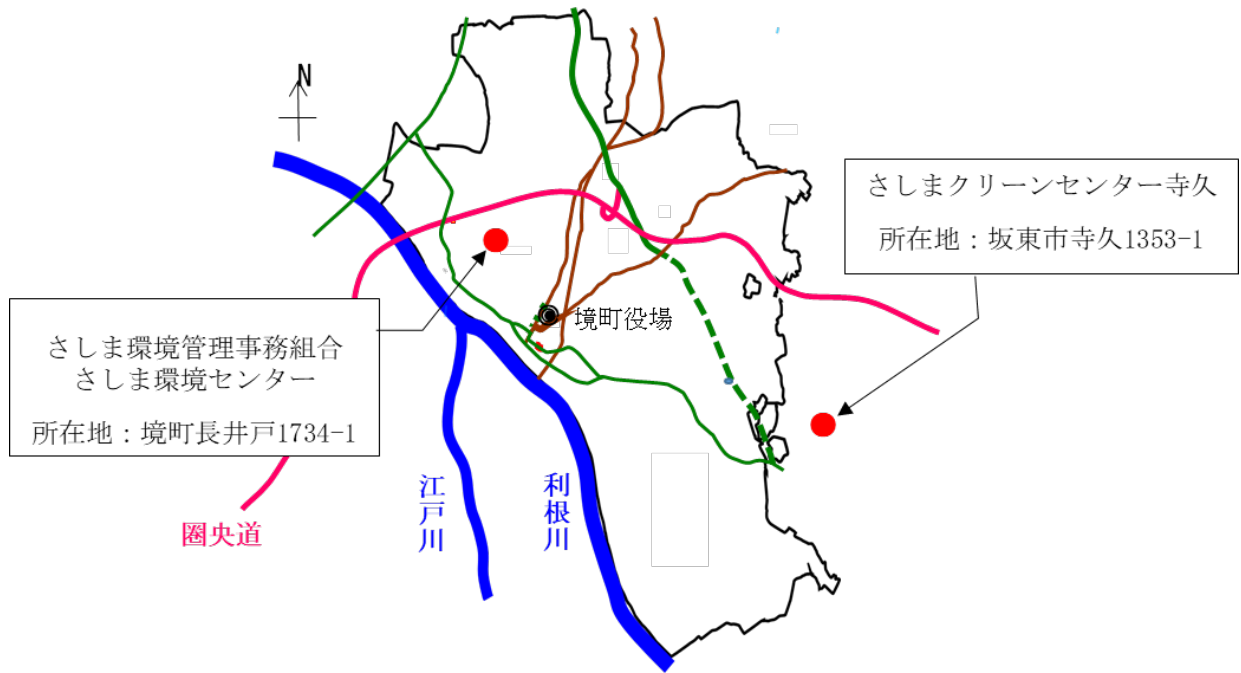 N
さしまクリーンセンター寺久
所在地：坂東市寺久1353-1
境町役場
さしま環境管理事務組合
さしま環境センター
所在地：境町長井戸1734-1
江戸川
利根川
圏央道